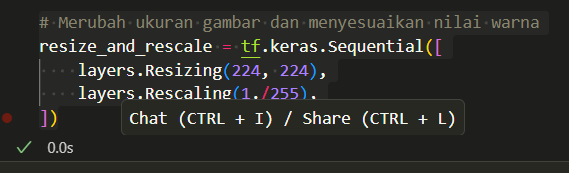 # Merubah ukuran gambar dan menyesuaikan nilai warna
resize_and_rescale = tf.keras.Sequential([
layers.Resizing(224, 224),
layers.Rescaling(1./255),
])
Chat (CTRL + I) / Share (CTRL + L)
0.0s